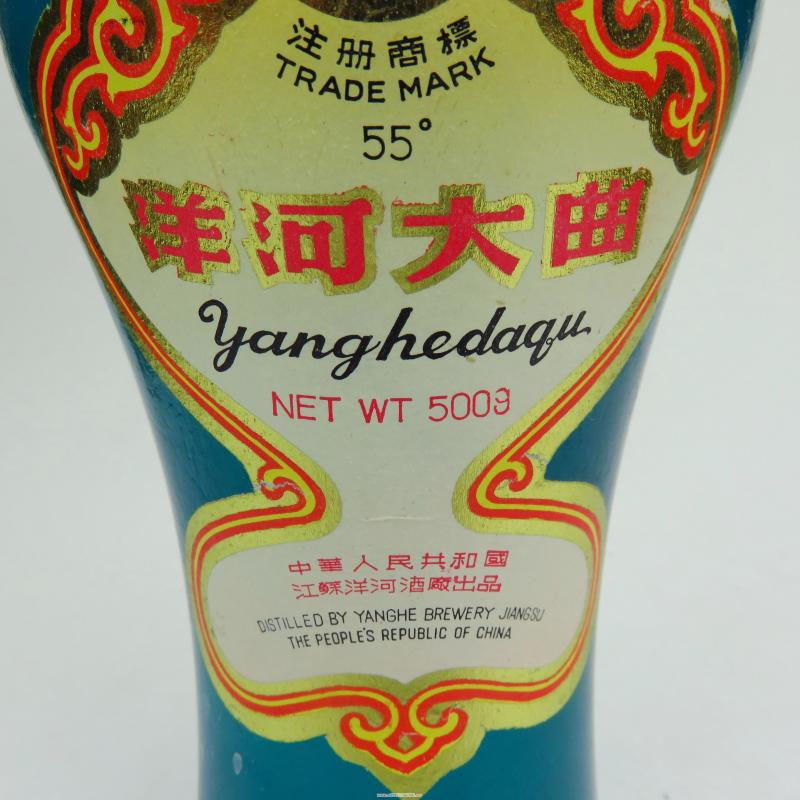 注册商標
TRADE MARK
55°
洋河大曲
Yanghedaqu
NET WT 500g
中華人民共和國
江蘇洋河酒廠出品
DISTILLED BY YANGHE BREWERY JIANGSU
THE PEOPLE'S REPUBLIC OF CHINA